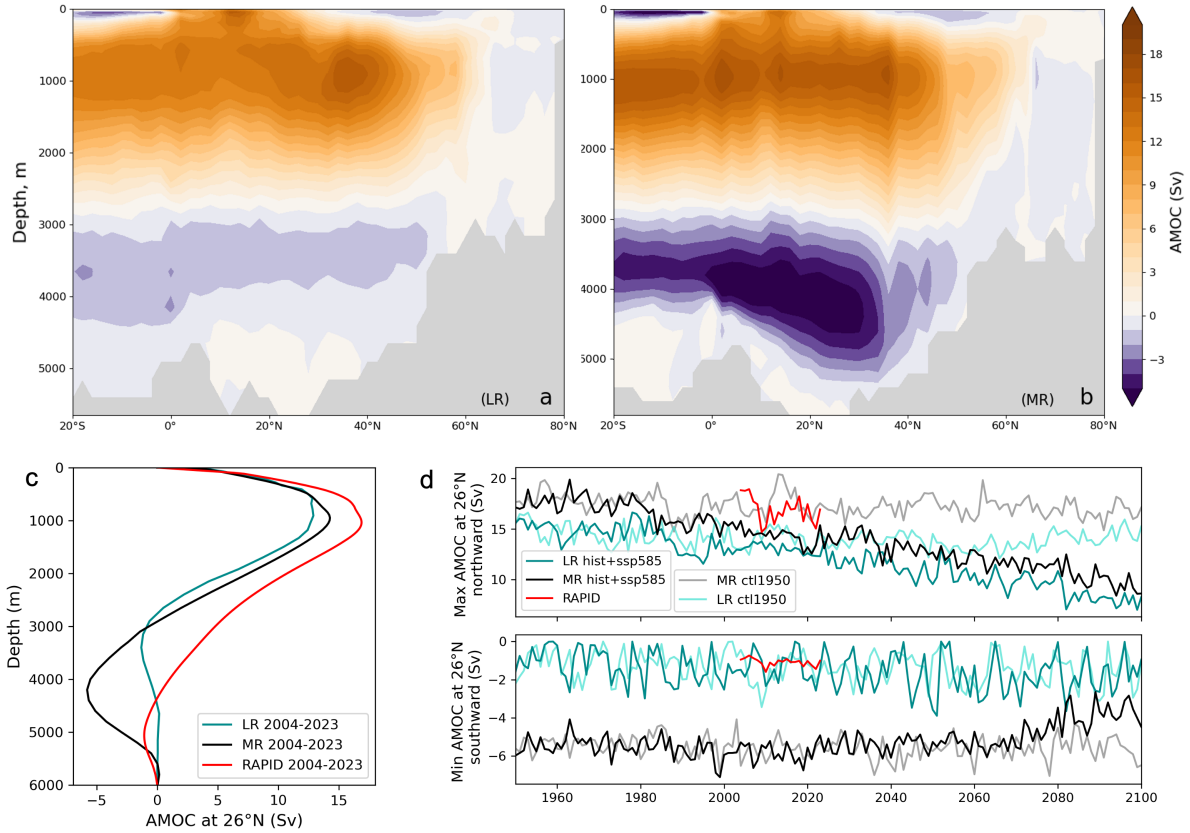 0
1000
2000
3000
4000
5000
Depth, m
20°S
0°
20°N
40°N
60°N
80°N
(LR)
a
0
1000
2000
3000
4000
5000
20°S
0°
20°N
40°N
60°N
80°N
(MR)
b
18
15
12
9
6
3
0
−3
AMOC (Sv)
c
0
1000
2000
3000
4000
5000
6000
Depth (m)
−5
0
5
10
15
AMOC at 26°N (Sv)
LR 2004-2023
MR 2004-2023
RAPID 2004-2023
d
20
15
10
Max AMOC at 26°N
northward (Sv)
LR hist+ssp585
MR hist+ssp585
RAPID
MR ctl1950
LR ctl1950
0
−2
−4
−6
Min AMOC at 26°N
southward (Sv)
1960
1980
2000
2020
2040
2060
2080
2100